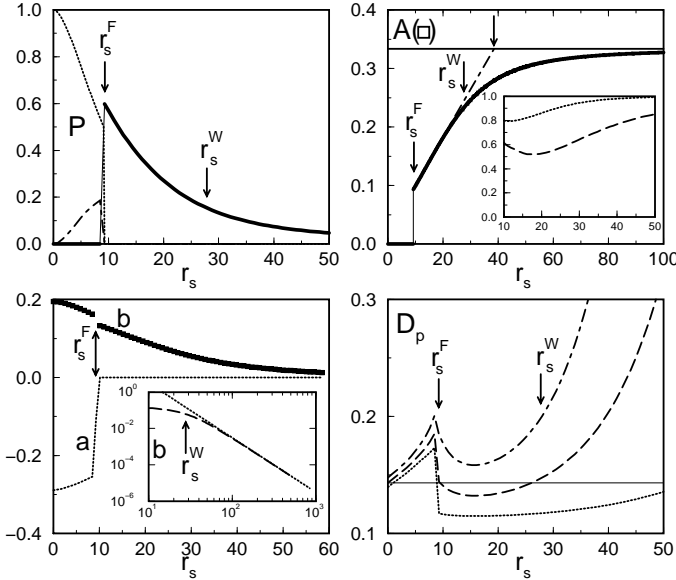 1.0
0.8
0.6
0.4
0.2
0.0
P
r_s^F
r_s^W
0 10 20 30 40 50
r_s
0.4
0.3
0.2
0.1
0.0
A(□)
r_s^W
r_s^F
1.0
0.8
0.6
0.4
0.2
0.0
10 20 30 40 50
0 20 40 60 80 100
r_s
0.2
0.0
−0.2
−0.4
b
r_s^F
a
10^0
10^−2
10^−4
10^−6
b
r_s^W
10^1 10^2 10^3
0 10 20 30 40 50 60
r_s
0.3
0.2
0.1
D_p
r_s^F
r_s^W
0 10 20 30 40 50
r_s